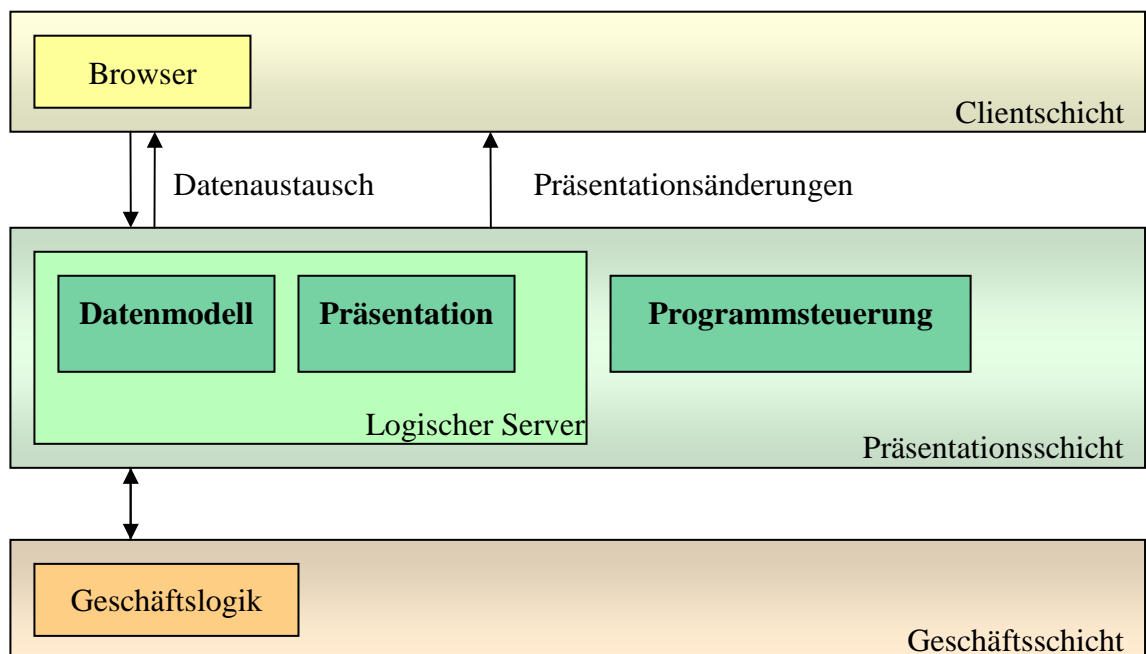 Browser
Clientschicht
Datenaustausch
Präsentationsänderungen
Datenmodell
Präsentation
Programmsteuerung
Logischer Server
Präsentationsschicht
Geschäftslogik
Geschäftsschicht